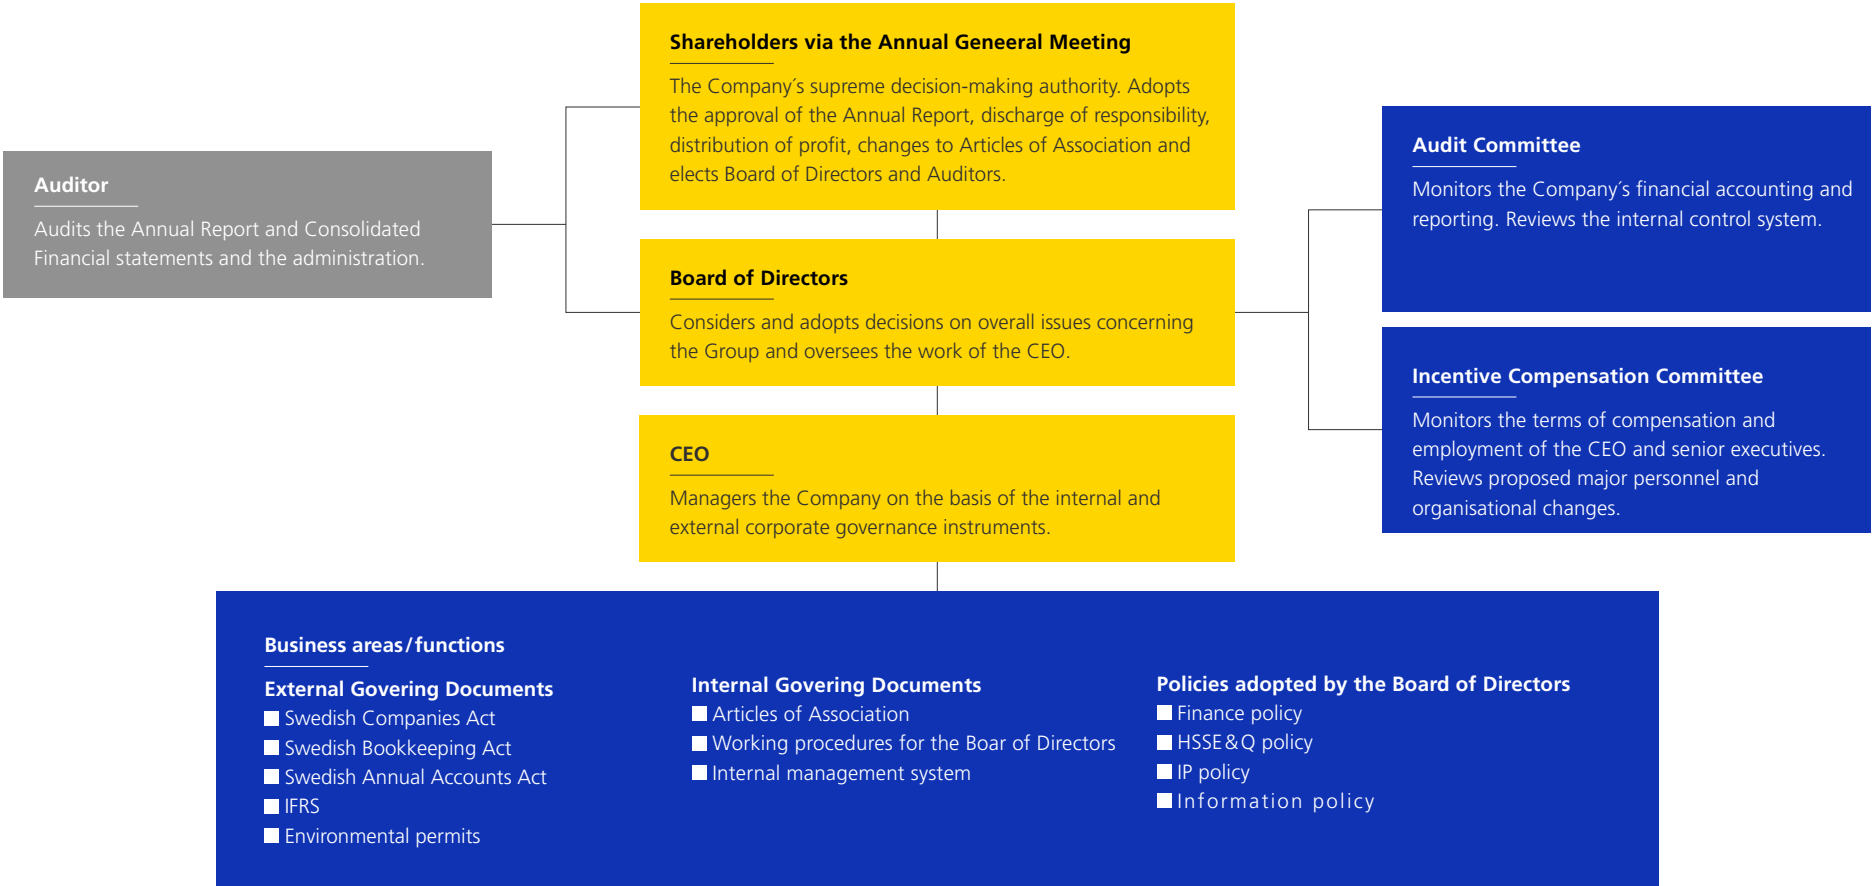 Shareholders via the Annual Geneeral Meeting
The Company´s supreme decision-making authority. Adopts
the approval of the Annual Report, discharge of responsibility,
distribution of profit, changes to Articles of Association and
elects Board of Directors and Auditors.
Auditor
Audits the Annual Report and Consolidated
Financial statements and the administration.
Board of Directors
Considers and adopts decisions on overall issues concerning
the Group and oversees the work of the CEO.
Audit Committee
Monitors the Company´s financial accounting and
reporting. Reviews the internal control system.
Incentive Compensation Committee
Monitors the terms of compensation and
employment of the CEO and senior executives.
Reviews proposed major personnel and
organisational changes.
CEO
Managers the Company on the basis of the internal and
external corporate governance instruments.
Business areas/functions
External Govering Documents
Swedish Companies Act
Swedish Bookkeeping Act
Swedish Annual Accounts Act
IFRS
Environmental permits
Internal Govering Documents
Articles of Association
Working procedures for the Boar of Directors
Internal management system
Policies adopted by the Board of Directors
Finance policy
HSSE&Q policy
IP policy
Information policy